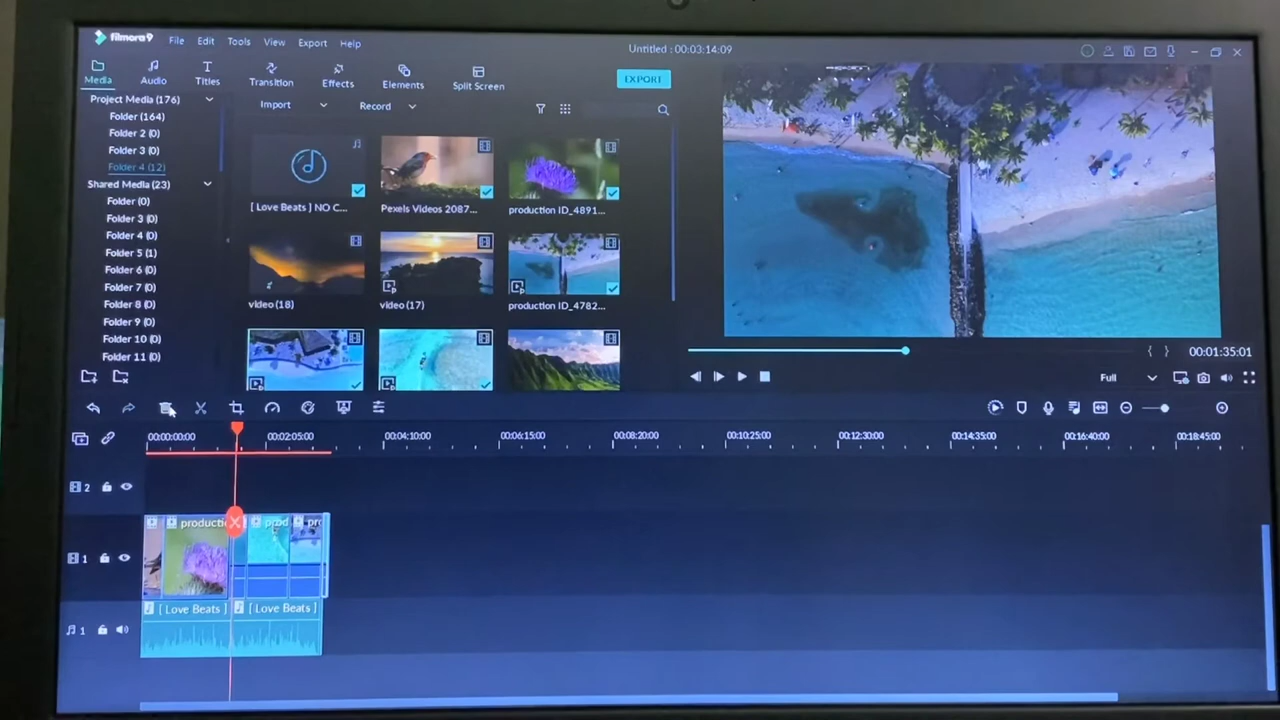 filmora9 File Edit Tools View Export Help
Untitled : 00:03:14:09
Media Audio Titles Transition Effects Elements Split Screen
EXPORT
Project Media (176)
Folder (164)
Folder 2 (0)
Folder 3 (0)
Folder 4 (12)
Shared Media (23)
Folder (0)
Folder 3 (0)
Folder 4 (0)
Folder 5 (1)
Folder 6 (0)
Folder 7 (0)
Folder 8 (0)
Folder 9 (0)
Folder 10 (0)
Folder 11 (0)
Import Record
[ Love Beats ] NO C... Pexels Videos 2087... production ID_4891...
video (18) video (17) production ID_4782...
00:01:35:01
Full
00:00:00:00 00:02:05:00 00:04:10:00 00:06:15:00 00:08:20:00 00:10:25:00 00:12:30:00 00:14:35:00 00:16:40:00 00:18:45:00
2
producti prod pro
1
[ Love Beats ] [ Love Beats ]
1